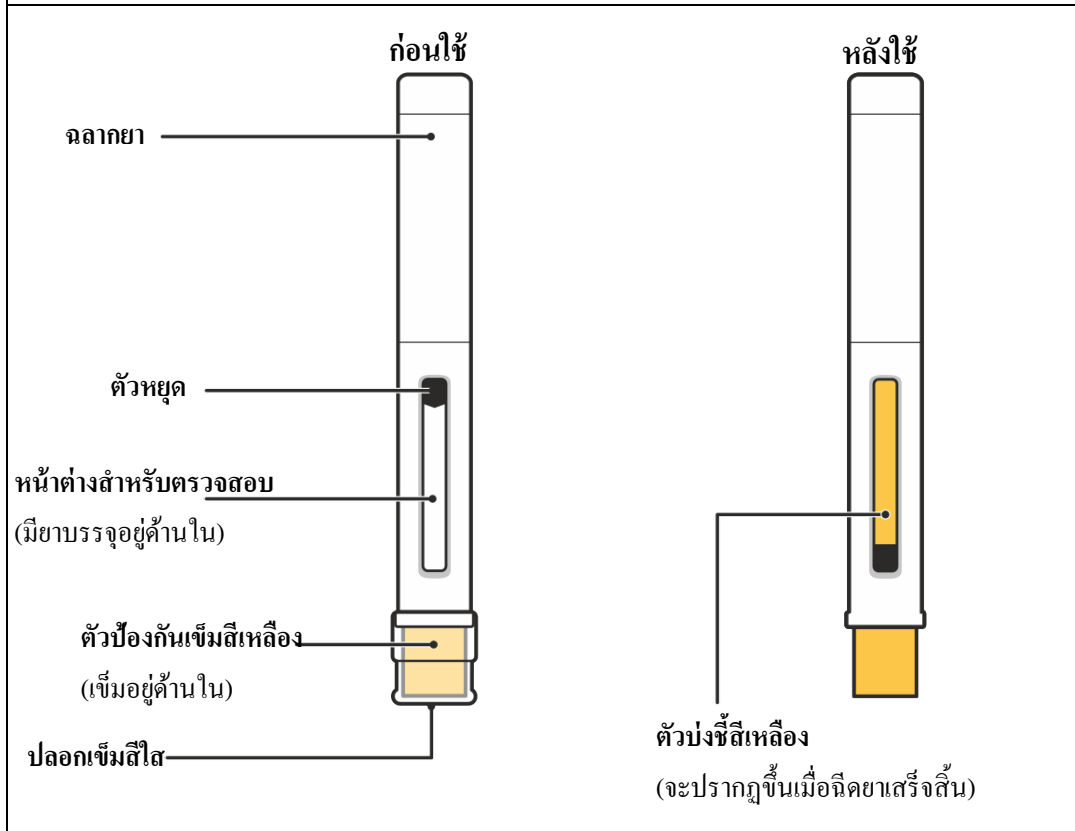 ก่อนใช้
หลังใช้
ฉลากยา
ตัวหยุด
หน้าต่างสำหรับตรวจสอบ
(มียาบรรจุอยู่ด้านใน)
ตัวป้องกันเข็มสีเหลือง
(เข็มอยู่ด้านใน)
ปลอกเข็มสีใส
ตัวบ่งชี้สีเหลือง
(จะปรากฏขึ้นเมื่อฉีดยาเสร็จสิ้น)